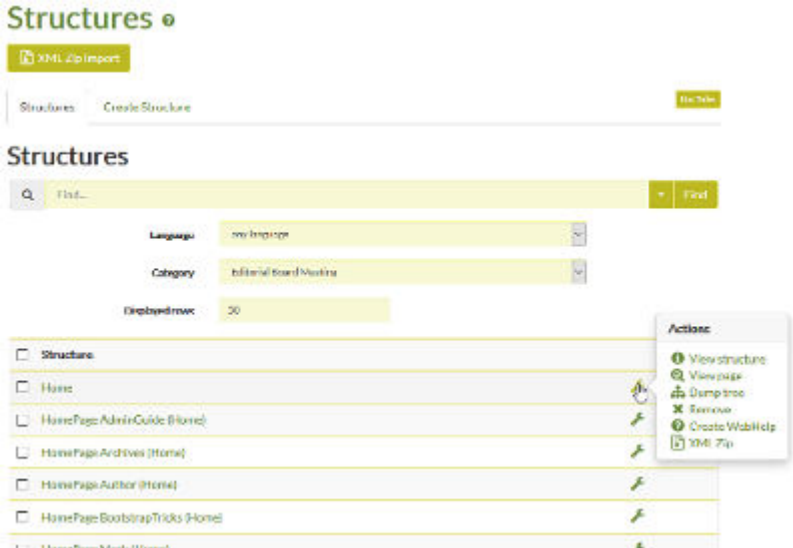 Structures
XML Zip Import
Structures Create Structure
Structures
Find... Find
Language any language
Category Editorial Board Meeting
Displayed rows 50
Structure
Home
HomePage AdminGuide (Home)
HomePage Archives (Home)
HomePage Author (Home)
HomePage BootstrapTricks (Home)
Actions
View structure
View page
Dump tree
Remove
Create WebHelp
XML Zip